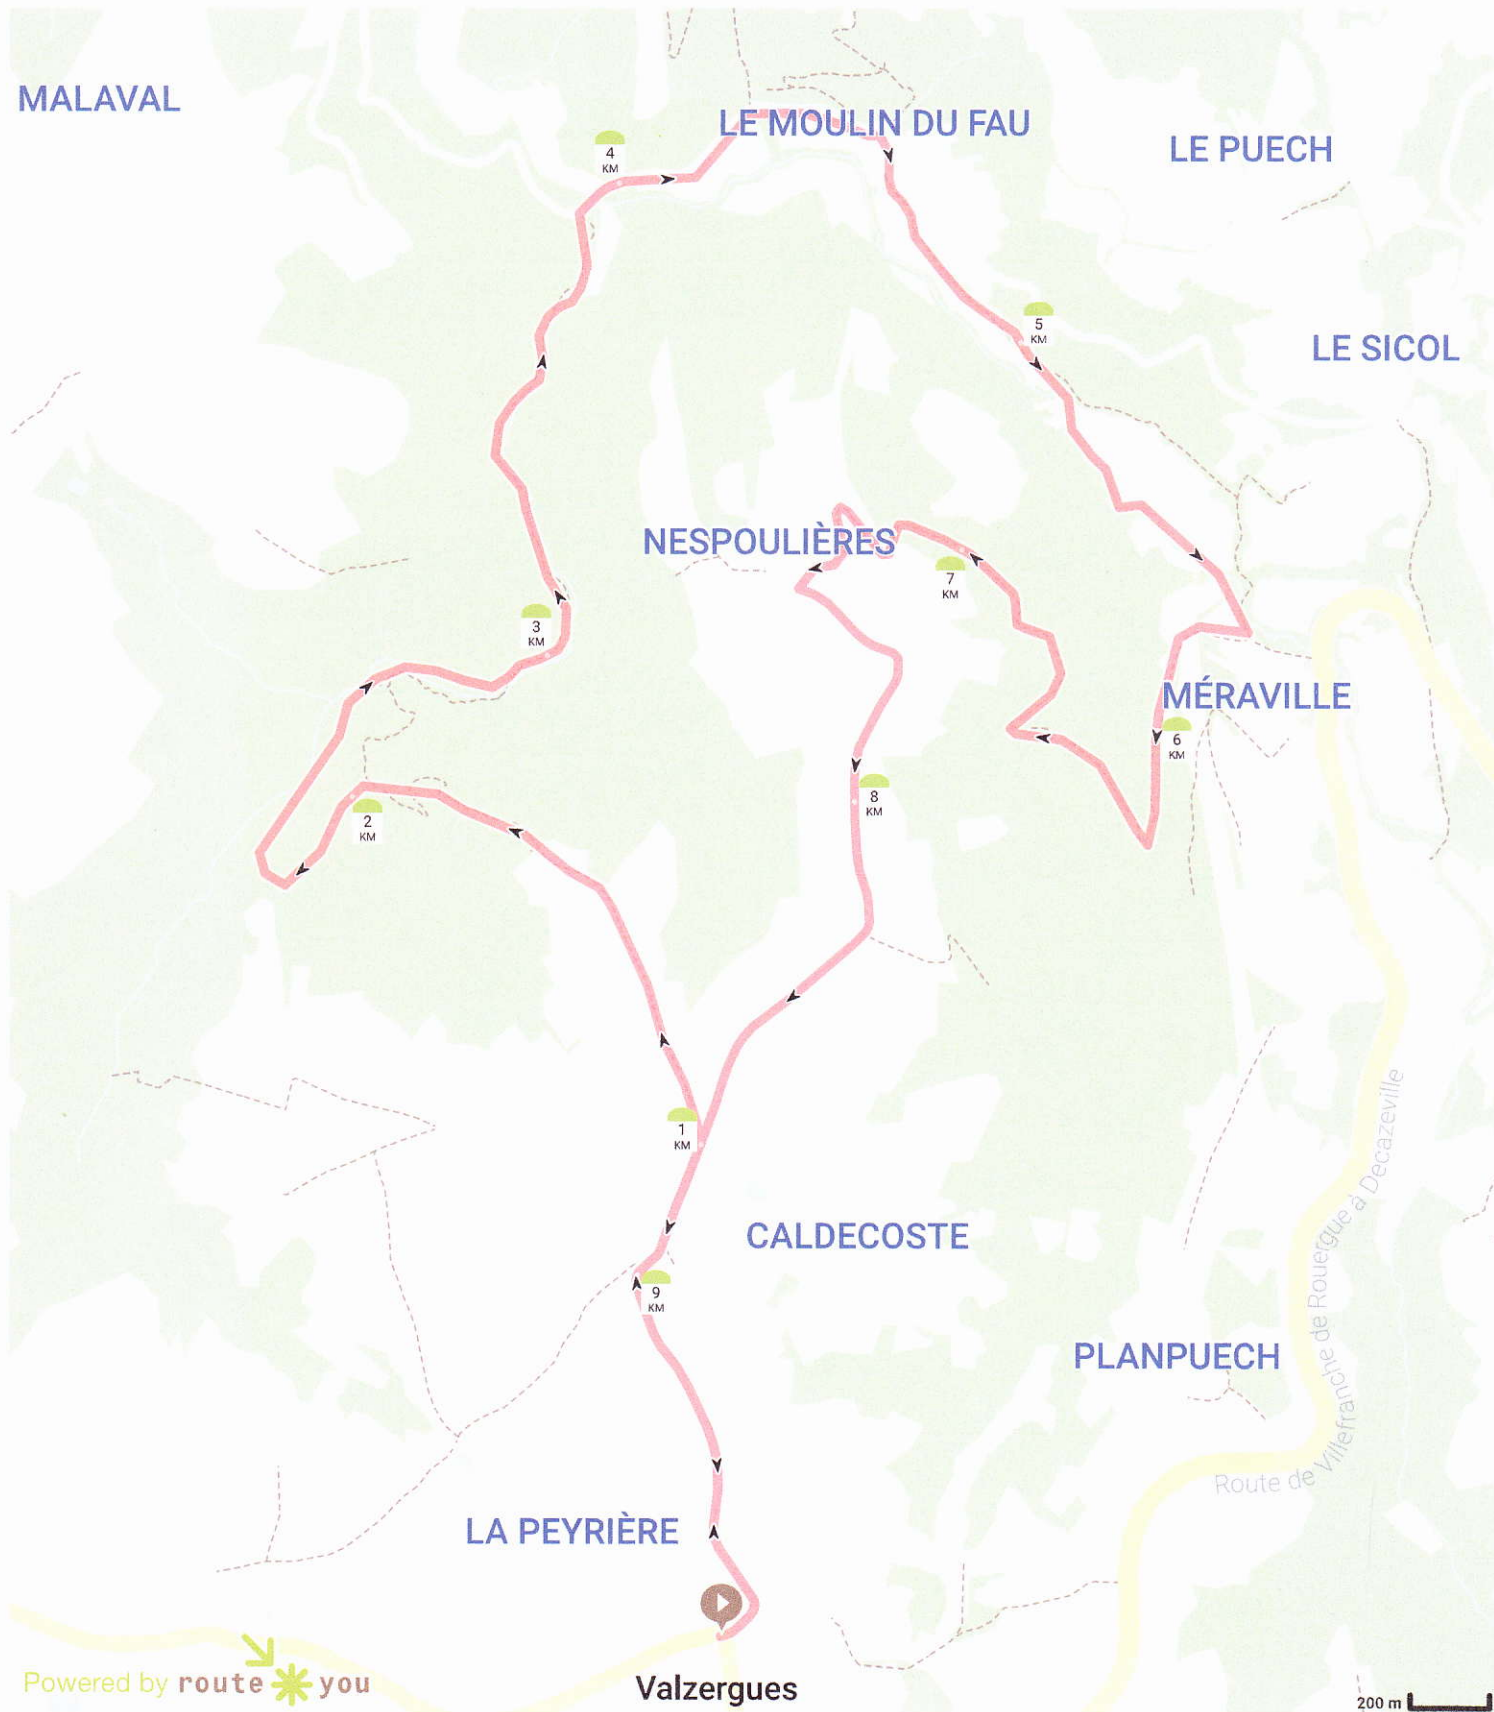 MALAVAL
LE MOULIN DU FAU
LE PUECH
4
KM
5
KM
LE SICOL
NESPOULIÈRES
7
KM
3
KM
MÉRAVILLE
6
KM
8
KM
2
KM
1
KM
CALDECOSTE
9
KM
PLANPUECH
Route de Villefranche de Rouergue à Decazeville
LA PEYRIÈRE
Powered by route you
Valzergues
200 m